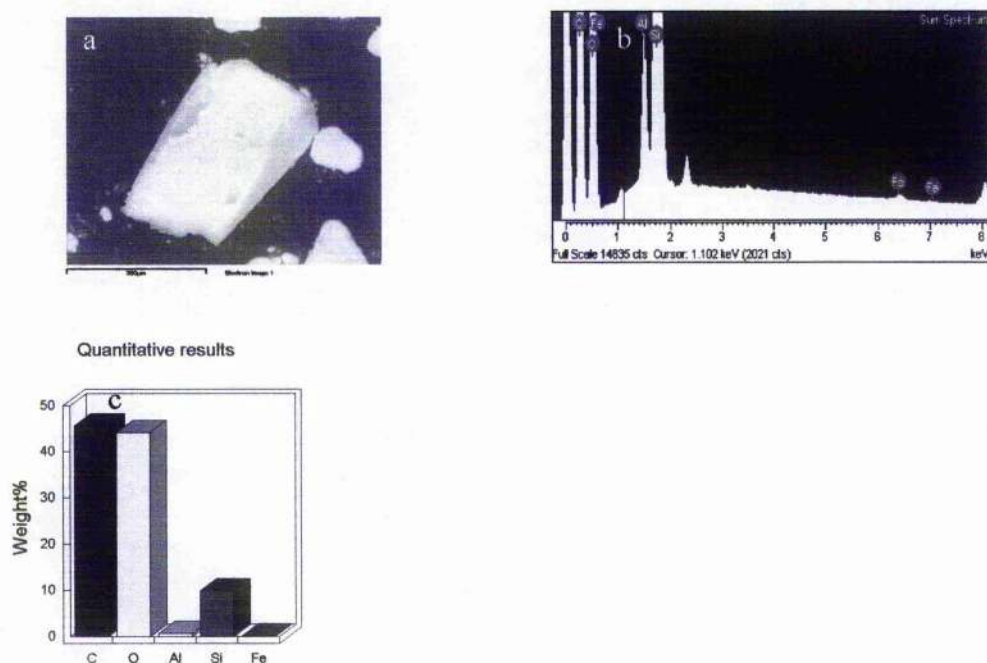 a
300µm Electron Image 1
Sum Spectrum
C Fe Al
O b Si
Fe Fe
0 1 2 3 4 5 6 7 8
Full Scale 14835 cts Cursor: 1.102 keV (2021 cts) keV
Quantitative results
c
50
40
30
20
10
0
Weight%
C O Al Si Fe